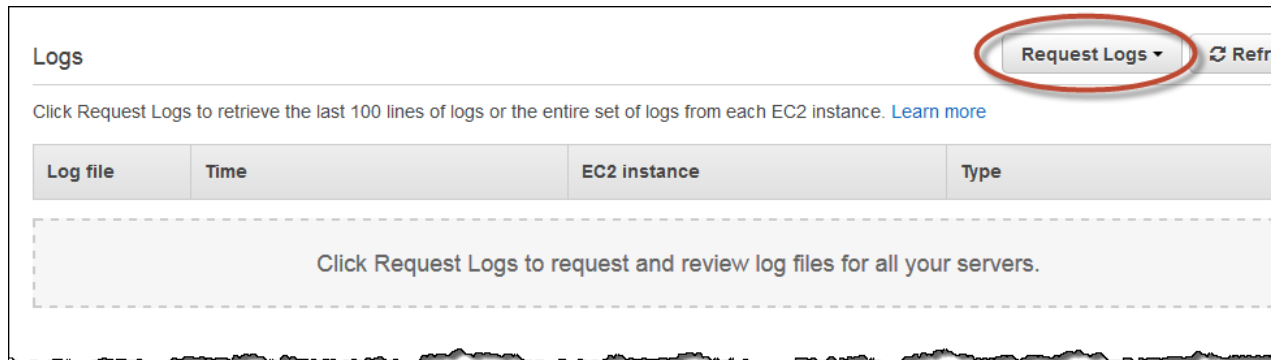 Logs
Request Logs
Refr
Click Request Logs to retrieve the last 100 lines of logs or the entire set of logs from each EC2 instance. Learn more
Log file Time EC2 instance Type
Click Request Logs to request and review log files for all your servers.